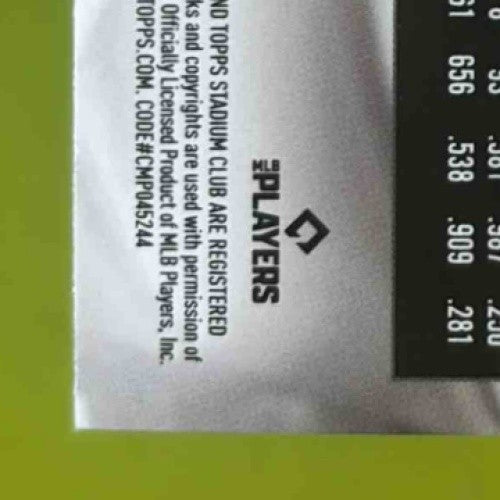 61 656 .538 .909 .281
MLB PLAYERS
ND TOPPS STADIUM CLUB ARE REGISTERED
ks and copyrights are used with permission of
Officially Licensed Product of MLB Players, Inc.
TOPPS.COM. CODE#CMP045244